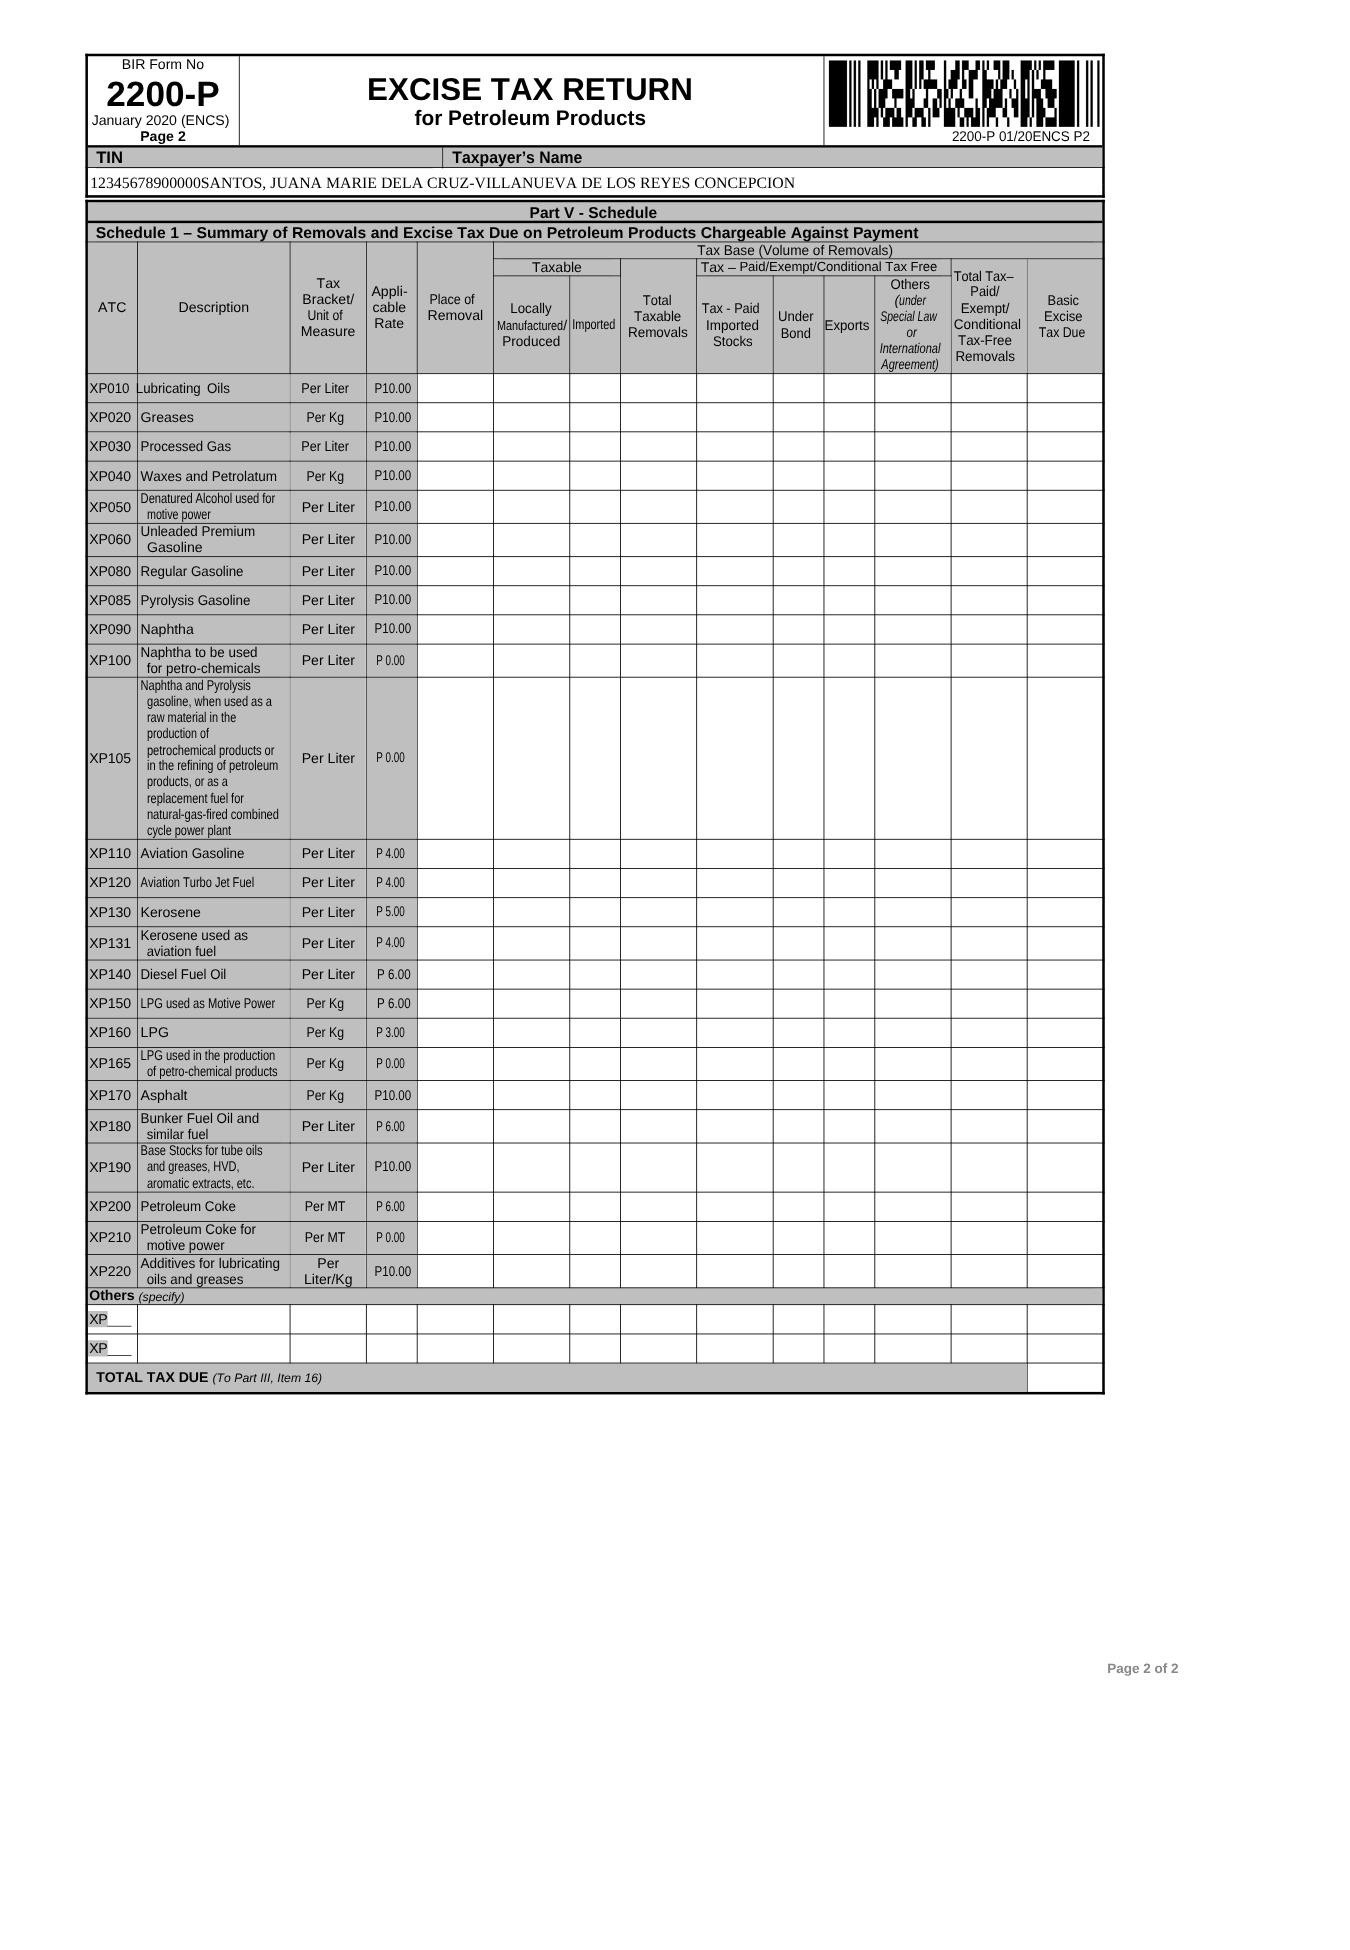 BIR Form No
2200-P
January 2020 (ENCS)
Page 2
EXCISE TAX RETURN
for Petroleum Products
2200-P 01/20ENCS P2
TIN Taxpayer’s Name
12345678900000SANTOS, JUANA MARIE DELA CRUZ-VILLANUEVA DE LOS REYES CONCEPCION
Part V - Schedule
Schedule 1 – Summary of Removals and Excise Tax Due on Petroleum Products Chargeable Against Payment
ATC
Description
Tax
Bracket/
Unit of
Measure
Appli-
cable
Rate
Place of
Removal
Tax Base (Volume of Removals)
Taxable
Locally
Manufactured/
Produced
Imported
Total
Taxable
Removals
Tax – Paid/Exempt/Conditional Tax Free
Tax - Paid
Imported
Stocks
Under
Bond
Exports
Others
(under
Special Law
or
International
Agreement)
Total Tax–
Paid/
Exempt/
Conditional
Tax-Free
Removals
Basic
Excise
Tax Due
XP010 Lubricating Oils Per Liter P10.00
XP020 Greases Per Kg P10.00
XP030 Processed Gas Per Liter P10.00
XP040 Waxes and Petrolatum Per Kg P10.00
XP050 Denatured Alcohol used for
motive power Per Liter P10.00
XP060 Unleaded Premium
Gasoline Per Liter P10.00
XP080 Regular Gasoline Per Liter P10.00
XP085 Pyrolysis Gasoline Per Liter P10.00
XP090 Naphtha Per Liter P10.00
XP100 Naphtha to be used
for petro-chemicals Per Liter P 0.00
XP105 Naphtha and Pyrolysis
gasoline, when used as a
raw material in the
production of
petrochemical products or
in the refining of petroleum
products, or as a
replacement fuel for
natural-gas-fired combined
cycle power plant Per Liter P 0.00
XP110 Aviation Gasoline Per Liter P 4.00
XP120 Aviation Turbo Jet Fuel Per Liter P 4.00
XP130 Kerosene Per Liter P 5.00
XP131 Kerosene used as
aviation fuel Per Liter P 4.00
XP140 Diesel Fuel Oil Per Liter P 6.00
XP150 LPG used as Motive Power Per Kg P 6.00
XP160 LPG Per Kg P 3.00
XP165 LPG used in the production
of petro-chemical products Per Kg P 0.00
XP170 Asphalt Per Kg P10.00
XP180 Bunker Fuel Oil and
similar fuel Per Liter P 6.00
XP190 Base Stocks for tube oils
and greases, HVD,
aromatic extracts, etc. Per Liter P10.00
XP200 Petroleum Coke Per MT P 6.00
XP210 Petroleum Coke for
motive power Per MT P 0.00
XP220 Additives for lubricating
oils and greases Per
Liter/Kg P10.00
Others (specify)
XP___
XP___
TOTAL TAX DUE (To Part III, Item 16)
Page 2 of 2